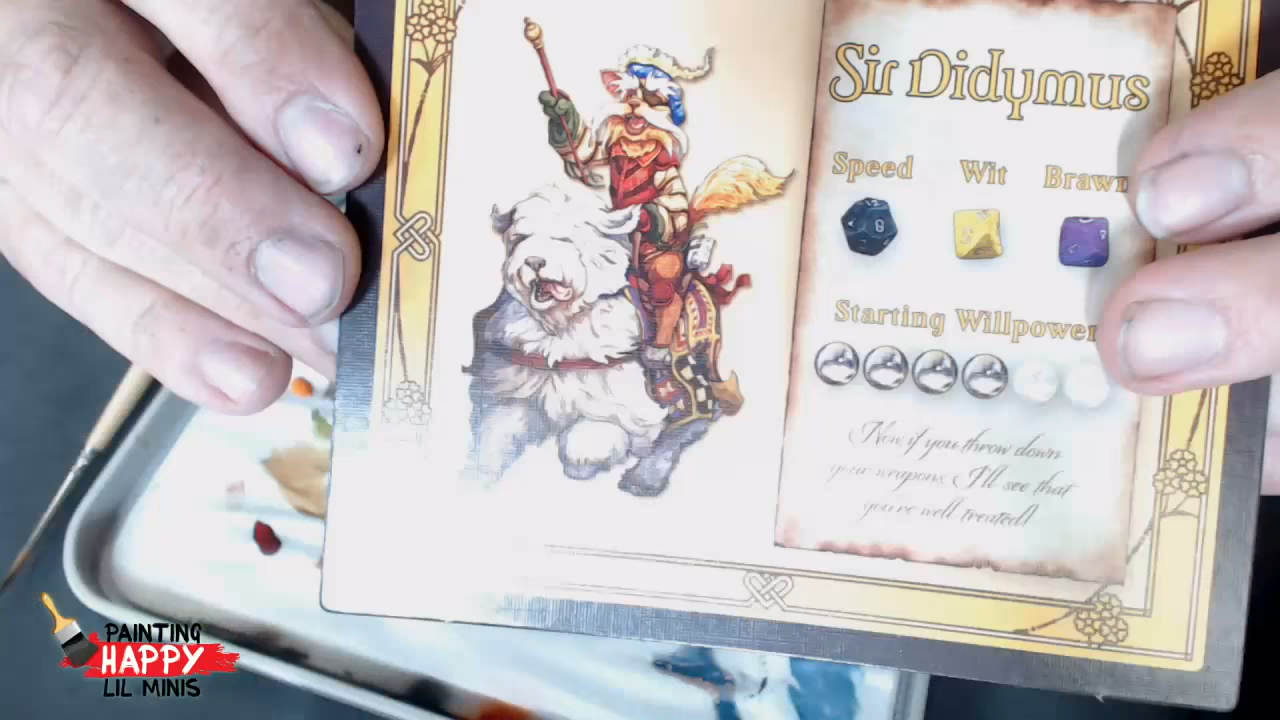 Sir Didymus
Speed Wit Brawn
Starting Willpower
Now if you throw down
your weapons, I'll see that
you're well treated!
PAINTING
HAPPY
LIL MINIS